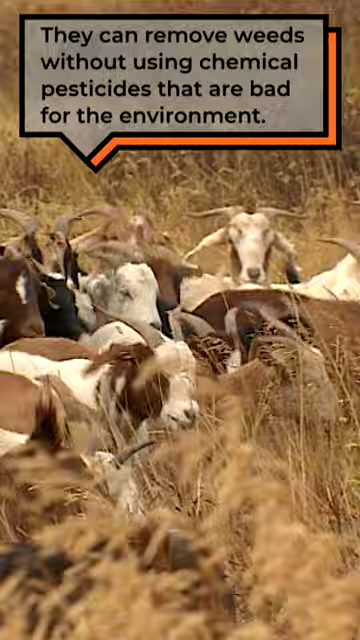 They can remove weeds
without using chemical
pesticides that are bad
for the environment.